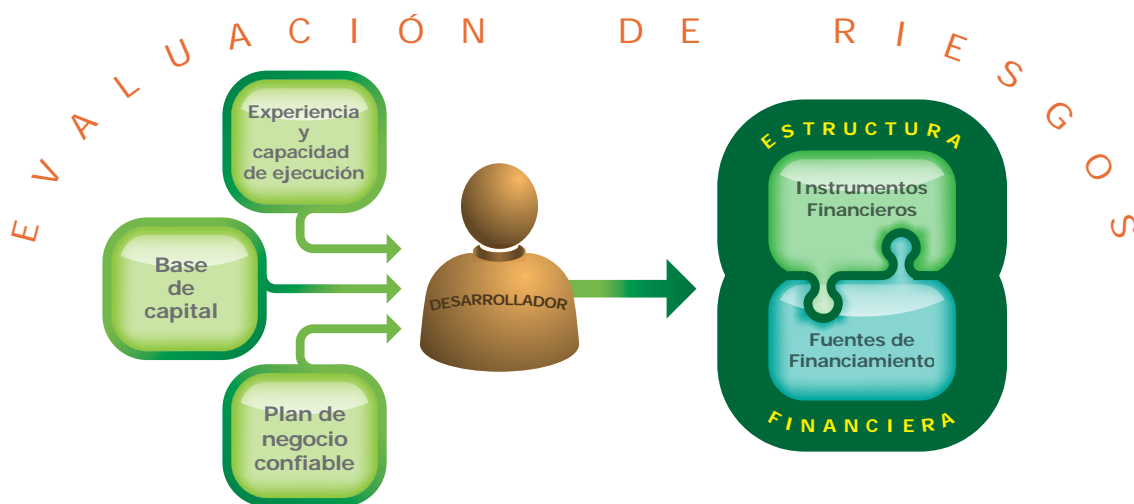 EVALUACIÓN DE RIESGOS
Experiencia
y
capacidad
de ejecución
Base
de
capital
Plan de
negocio
confiable
DESARROLLADOR
ESTRUCTURA
Instrumentos
Financieros
Fuentes de
Financiamiento
FINANCIERA